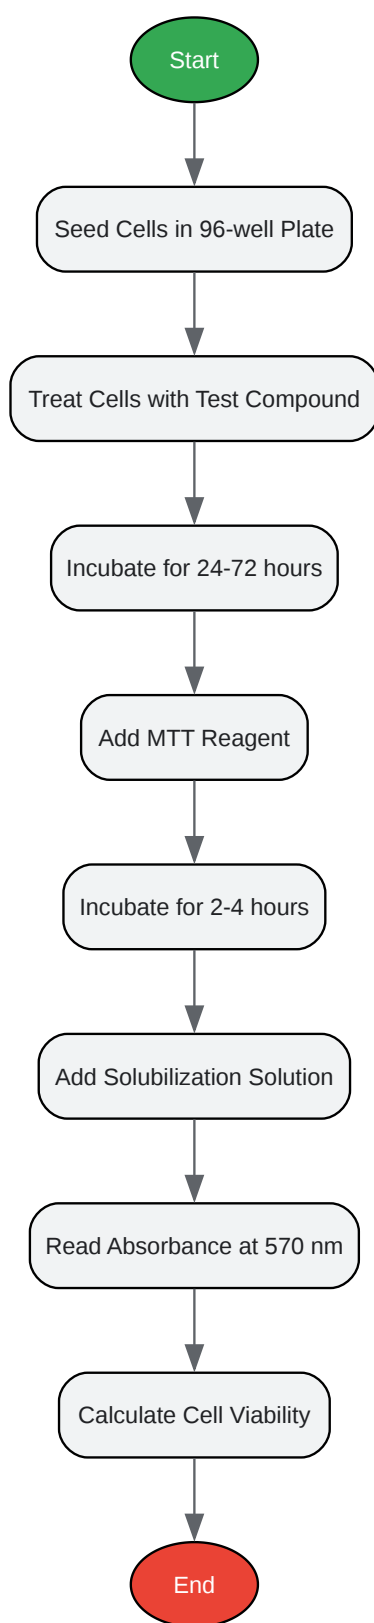 Start
Seed Cells in 96-well Plate
Treat Cells with Test Compound
Incubate for 24-72 hours
Add MTT Reagent
Incubate for 2-4 hours
Add Solubilization Solution
Read Absorbance at 570 nm
Calculate Cell Viability
End